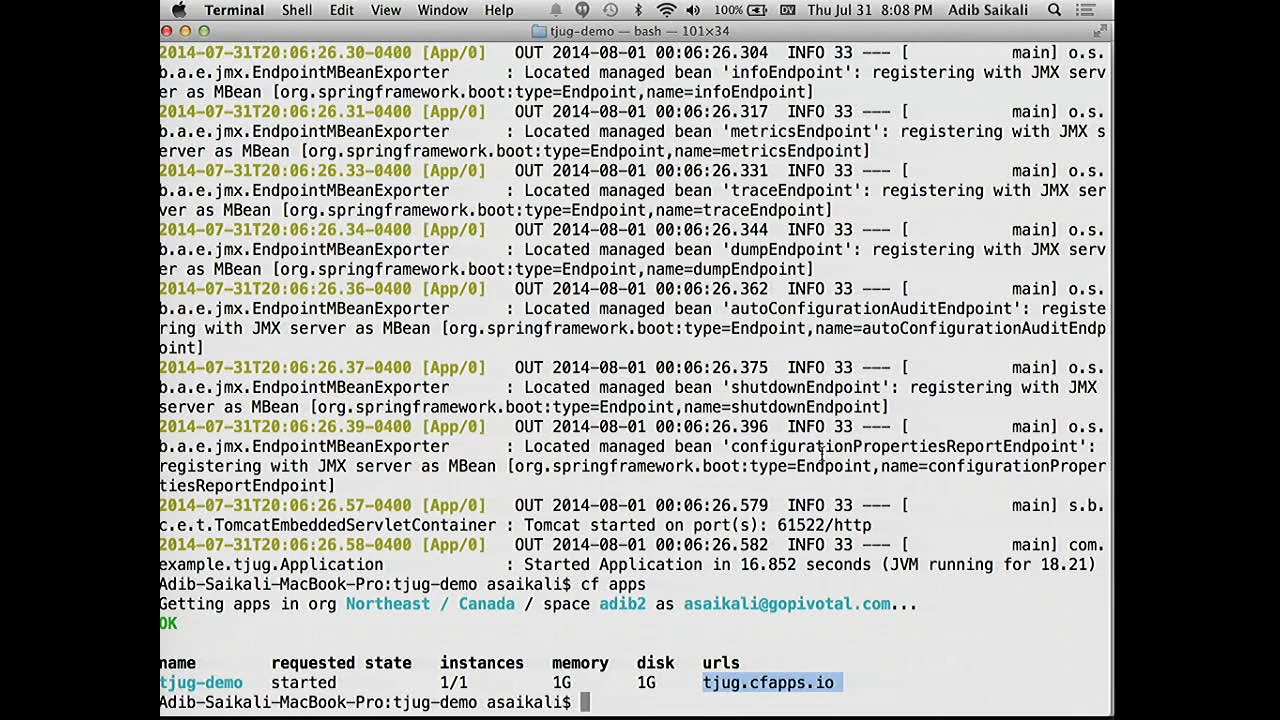 Terminal Shell Edit View Window Help 100% DV Thu Jul 31 8:08 PM Adib Saikali
tjug-demo — bash — 101×34
2014-07-31T20:06:26.30-0400 [App/0] OUT 2014-08-01 00:06:26.304 INFO 33 --- [ main] o.s.
b.a.e.jmx.EndpointMBeanExporter : Located managed bean 'infoEndpoint': registering with JMX serv
er as MBean [org.springframework.boot:type=Endpoint,name=infoEndpoint]
2014-07-31T20:06:26.31-0400 [App/0] OUT 2014-08-01 00:06:26.317 INFO 33 --- [ main] o.s.
b.a.e.jmx.EndpointMBeanExporter : Located managed bean 'metricsEndpoint': registering with JMX s
erver as MBean [org.springframework.boot:type=Endpoint,name=metricsEndpoint]
2014-07-31T20:06:26.33-0400 [App/0] OUT 2014-08-01 00:06:26.331 INFO 33 --- [ main] o.s.
b.a.e.jmx.EndpointMBeanExporter : Located managed bean 'traceEndpoint': registering with JMX ser
ver as MBean [org.springframework.boot:type=Endpoint,name=traceEndpoint]
2014-07-31T20:06:26.34-0400 [App/0] OUT 2014-08-01 00:06:26.344 INFO 33 --- [ main] o.s.
b.a.e.jmx.EndpointMBeanExporter : Located managed bean 'dumpEndpoint': registering with JMX serv
er as MBean [org.springframework.boot:type=Endpoint,name=dumpEndpoint]
2014-07-31T20:06:26.36-0400 [App/0] OUT 2014-08-01 00:06:26.362 INFO 33 --- [ main] o.s.
b.a.e.jmx.EndpointMBeanExporter : Located managed bean 'autoConfigurationAuditEndpoint': registe
ring with JMX server as MBean [org.springframework.boot:type=Endpoint,name=autoConfigurationAuditEndp
oint]
2014-07-31T20:06:26.37-0400 [App/0] OUT 2014-08-01 00:06:26.375 INFO 33 --- [ main] o.s.
b.a.e.jmx.EndpointMBeanExporter : Located managed bean 'shutdownEndpoint': registering with JMX
server as MBean [org.springframework.boot:type=Endpoint,name=shutdownEndpoint]
2014-07-31T20:06:26.39-0400 [App/0] OUT 2014-08-01 00:06:26.396 INFO 33 --- [ main] o.s.
b.a.e.jmx.EndpointMBeanExporter : Located managed bean 'configurationPropertiesReportEndpoint':
registering with JMX server as MBean [org.springframework.boot:type=Endpoint,name=configurationProper
tiesReportEndpoint]
2014-07-31T20:06:26.57-0400 [App/0] OUT 2014-08-01 00:06:26.579 INFO 33 --- [ main] s.b.
c.e.t.TomcatEmbeddedServletContainer : Tomcat started on port(s): 61522/http
2014-07-31T20:06:26.58-0400 [App/0] OUT 2014-08-01 00:06:26.582 INFO 33 --- [ main] com.
example.tjug.Application : Started Application in 16.852 seconds (JVM running for 18.21)
Adib-Saikali-MacBook-Pro:tjug-demo asaikali$ cf apps
Getting apps in org Northeast / Canada / space adib2 as asaikali@gopivotal.com...
OK
name requested state instances memory disk urls
tjug-demo started 1/1 1G 1G tjug.cfapps.io
Adib-Saikali-MacBook-Pro:tjug-demo asaikali$